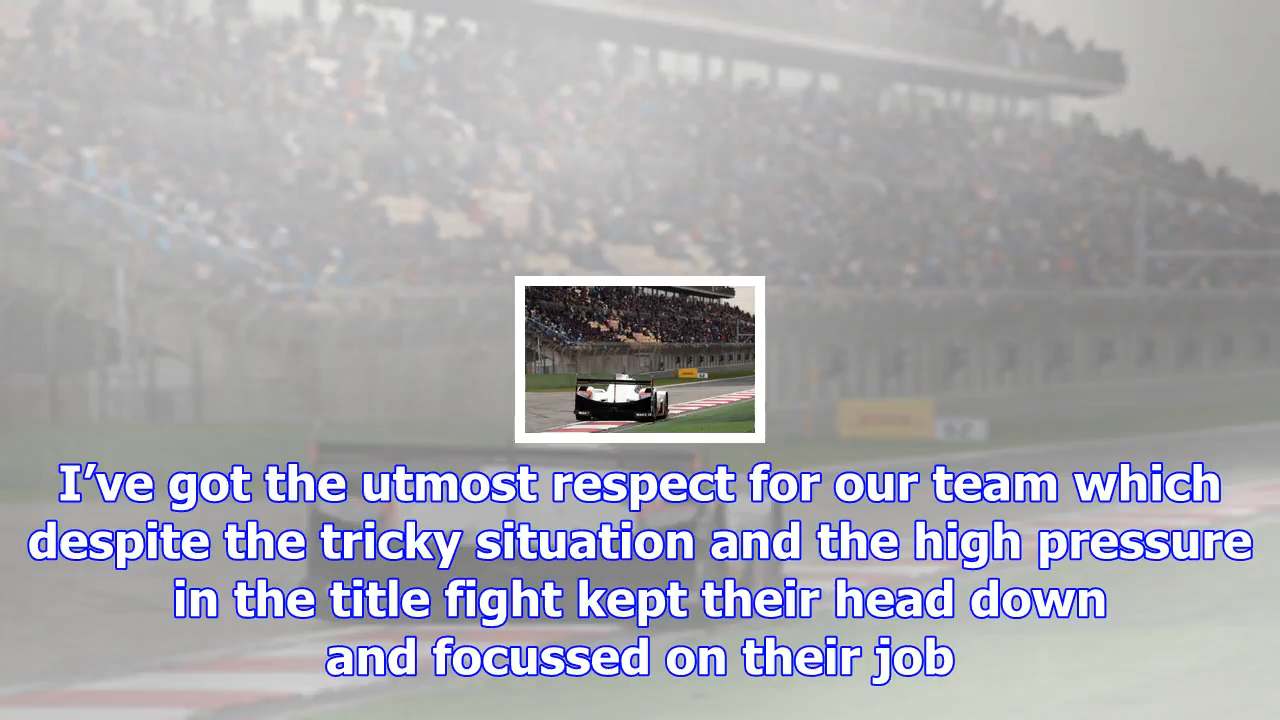 I’ve got the utmost respect for our team which
despite the tricky situation and the high pressure
in the title fight kept their head down
and focussed on their job